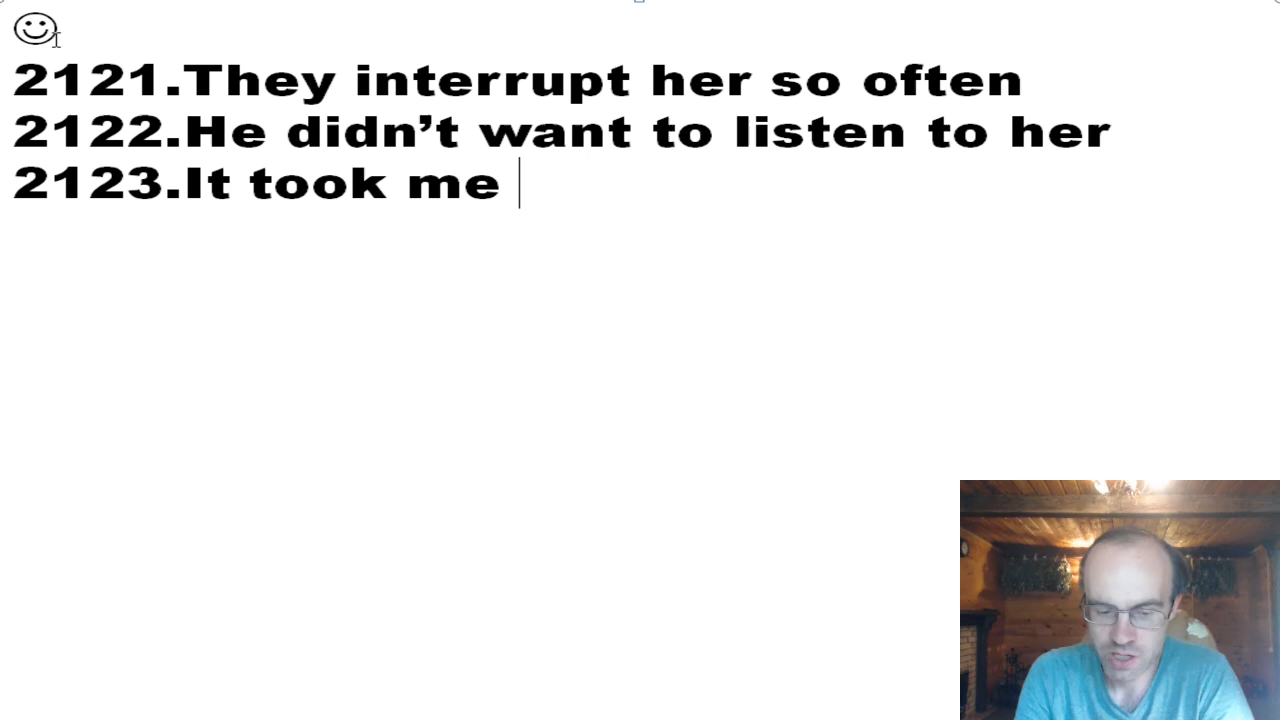 2121.They interrupt her so often
2122.He didn’t want to listen to her
2123.It took me